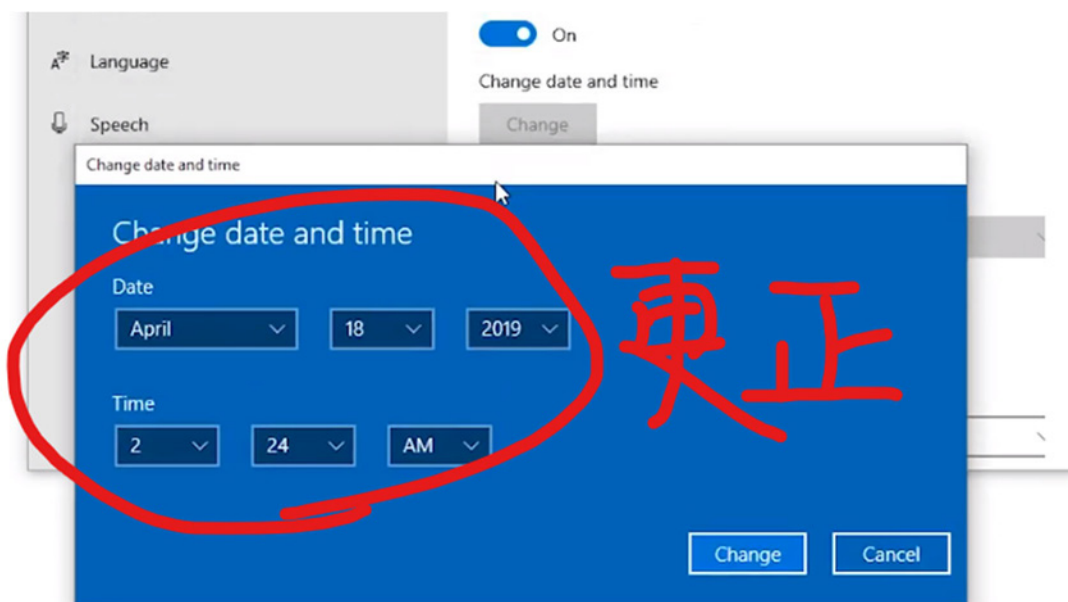 On
Language
Change date and time
Speech
Change
Change date and time
Change date and time
Date
April 18 2019
更正
Time
2 24 AM
Change Cancel